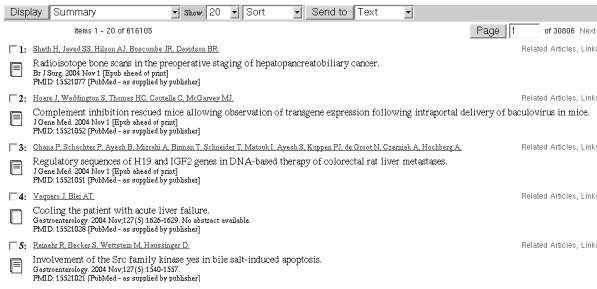 Display Summary Show: 20 Sort Send to Text
Items 1 - 20 of 616105 Page 1 of 30806 Next
1: Sheth H, Javed SS, Hilson AJ, Buscombe JR, Davidson BR. Related Articles, Links
Radioisotope bone scans in the preoperative staging of hepatopancreatobiliary cancer.
Br J Surg. 2004 Nov 1 [Epub ahead of print]
PMID: 15521077 [PubMed - as supplied by publisher]
2: Hoare J, Waddington S, Thomas HC, Coutelle C, McGarvey MJ. Related Articles, Links
Complement inhibition rescued mice allowing observation of transgene expression following intraportal delivery of baculovirus in mice.
J Gene Med. 2004 Nov 1 [Epub ahead of print]
PMID: 15521052 [PubMed - as supplied by publisher]
3: Ohana P, Schachter P, Ayesh B, Mizrahi A, Birman T, Schneider T, Matouk I, Ayesh S, Kuppen PJ, de Groot N, Czerniak A, Hochberg A. Related Articles, Links
Regulatory sequences of H19 and IGF2 genes in DNA-based therapy of colorectal rat liver metastases.
J Gene Med. 2004 Nov 1 [Epub ahead of print]
PMID: 15521051 [PubMed - as supplied by publisher]
4: Vaquero J, Blei AT. Related Articles, Links
Cooling the patient with acute liver failure.
Gastroenterology. 2004 Nov;127(5):1626-1629. No abstract available.
PMID: 15521028 [PubMed - as supplied by publisher]
5: Reinehr R, Becker S, Wettstein M, Haussinger D. Related Articles, Links
Involvement of the Src family kinase yes in bile salt-induced apoptosis.
Gastroenterology. 2004 Nov;127(5):1540-1557.
PMID: 15521021 [PubMed - as supplied by publisher]